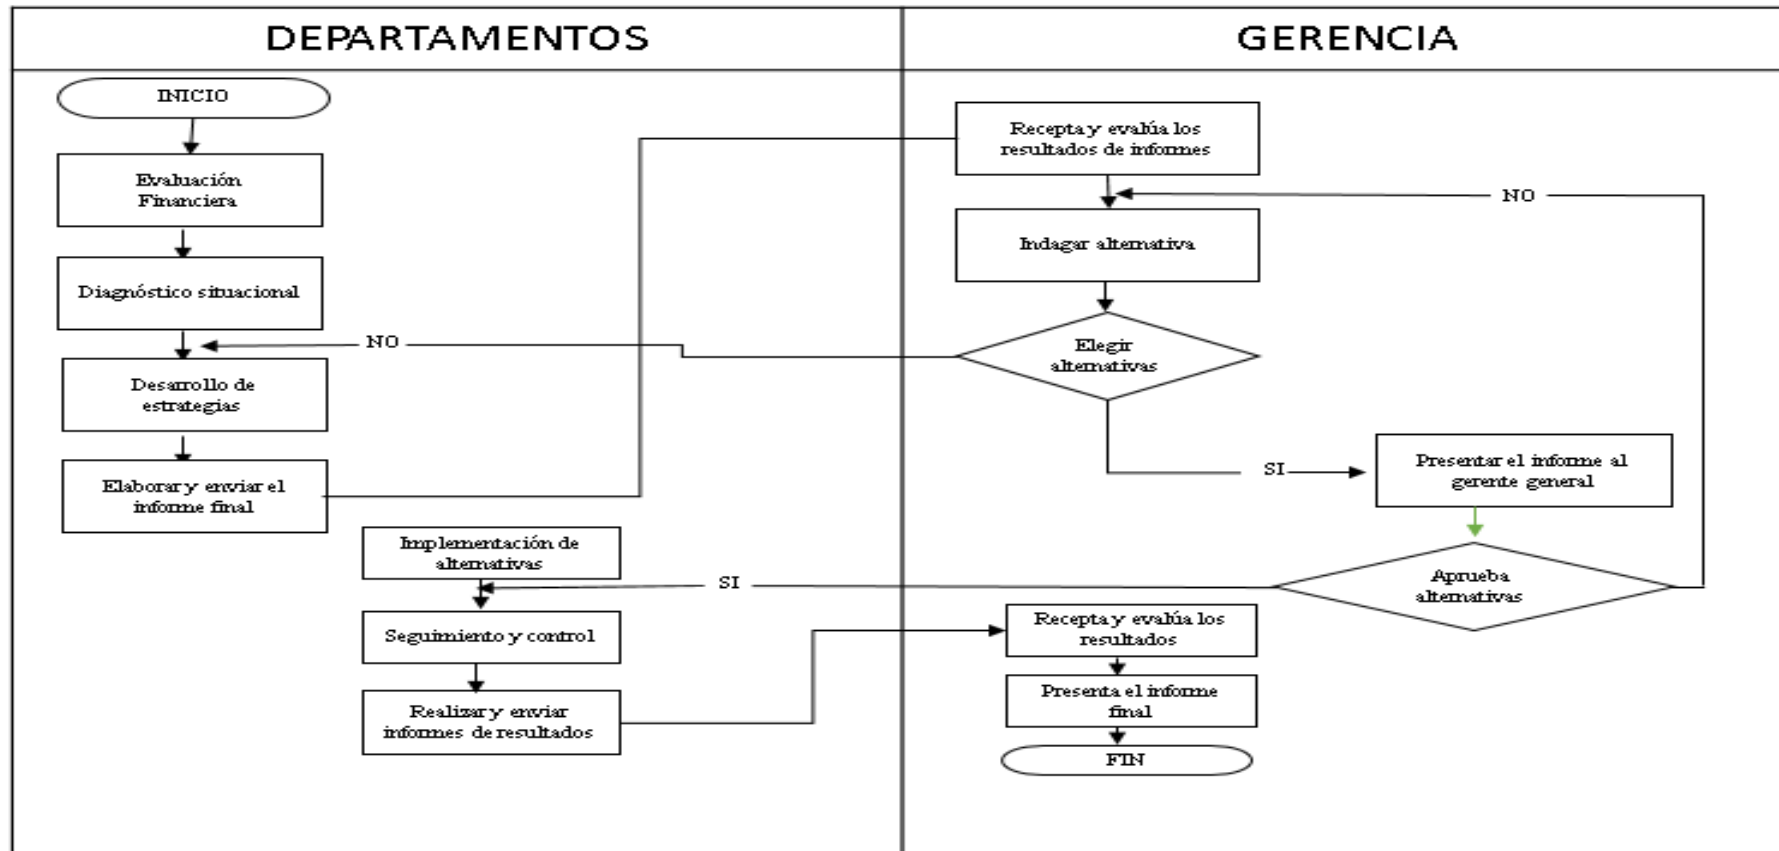 DEPARTAMENTOS
GERENCIA
INICIO
Evaluación
Financiera
Diagnóstico situacional
NO
Desarrollo de
estrategias
Elaborar y enviar el
informe final
Implementación de
alternativas
SI
Seguimiento y control
Realizar y enviar
informes de resultados
Recepta y evalúa los
resultados de informes
NO
Indagar alternativa
Elegir
alternativas
SI
Presentar el informe al
gerente general
Aprueba
alternativas
Recepta y evalúa los
resultados
Presenta el informe
final
FIN